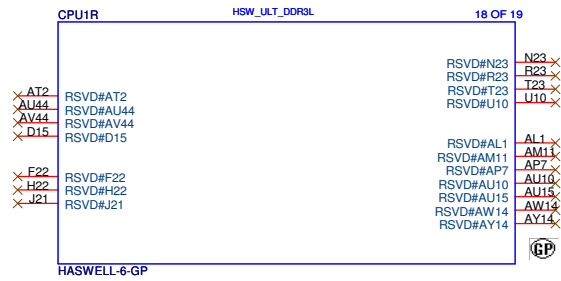 CPU1R HSW_ULT_DDR3L 18 OF 19
RSVD#N23 N23
RSVD#R23 R23
RSVD#T23 T23
RSVD#U10 U10
AT2 RSVD#AT2
AU44 RSVD#AU44
AV44 RSVD#AV44
D15 RSVD#D15
RSVD#AL1 AL1
RSVD#AM11 AM11
RSVD#AP7 AP7
RSVD#AU10 AU10
RSVD#AU15 AU15
RSVD#AW14 AW14
RSVD#AY14 AY14
F22 RSVD#F22
H22 RSVD#H22
J21 RSVD#J21
GP
HASWELL-6-GP